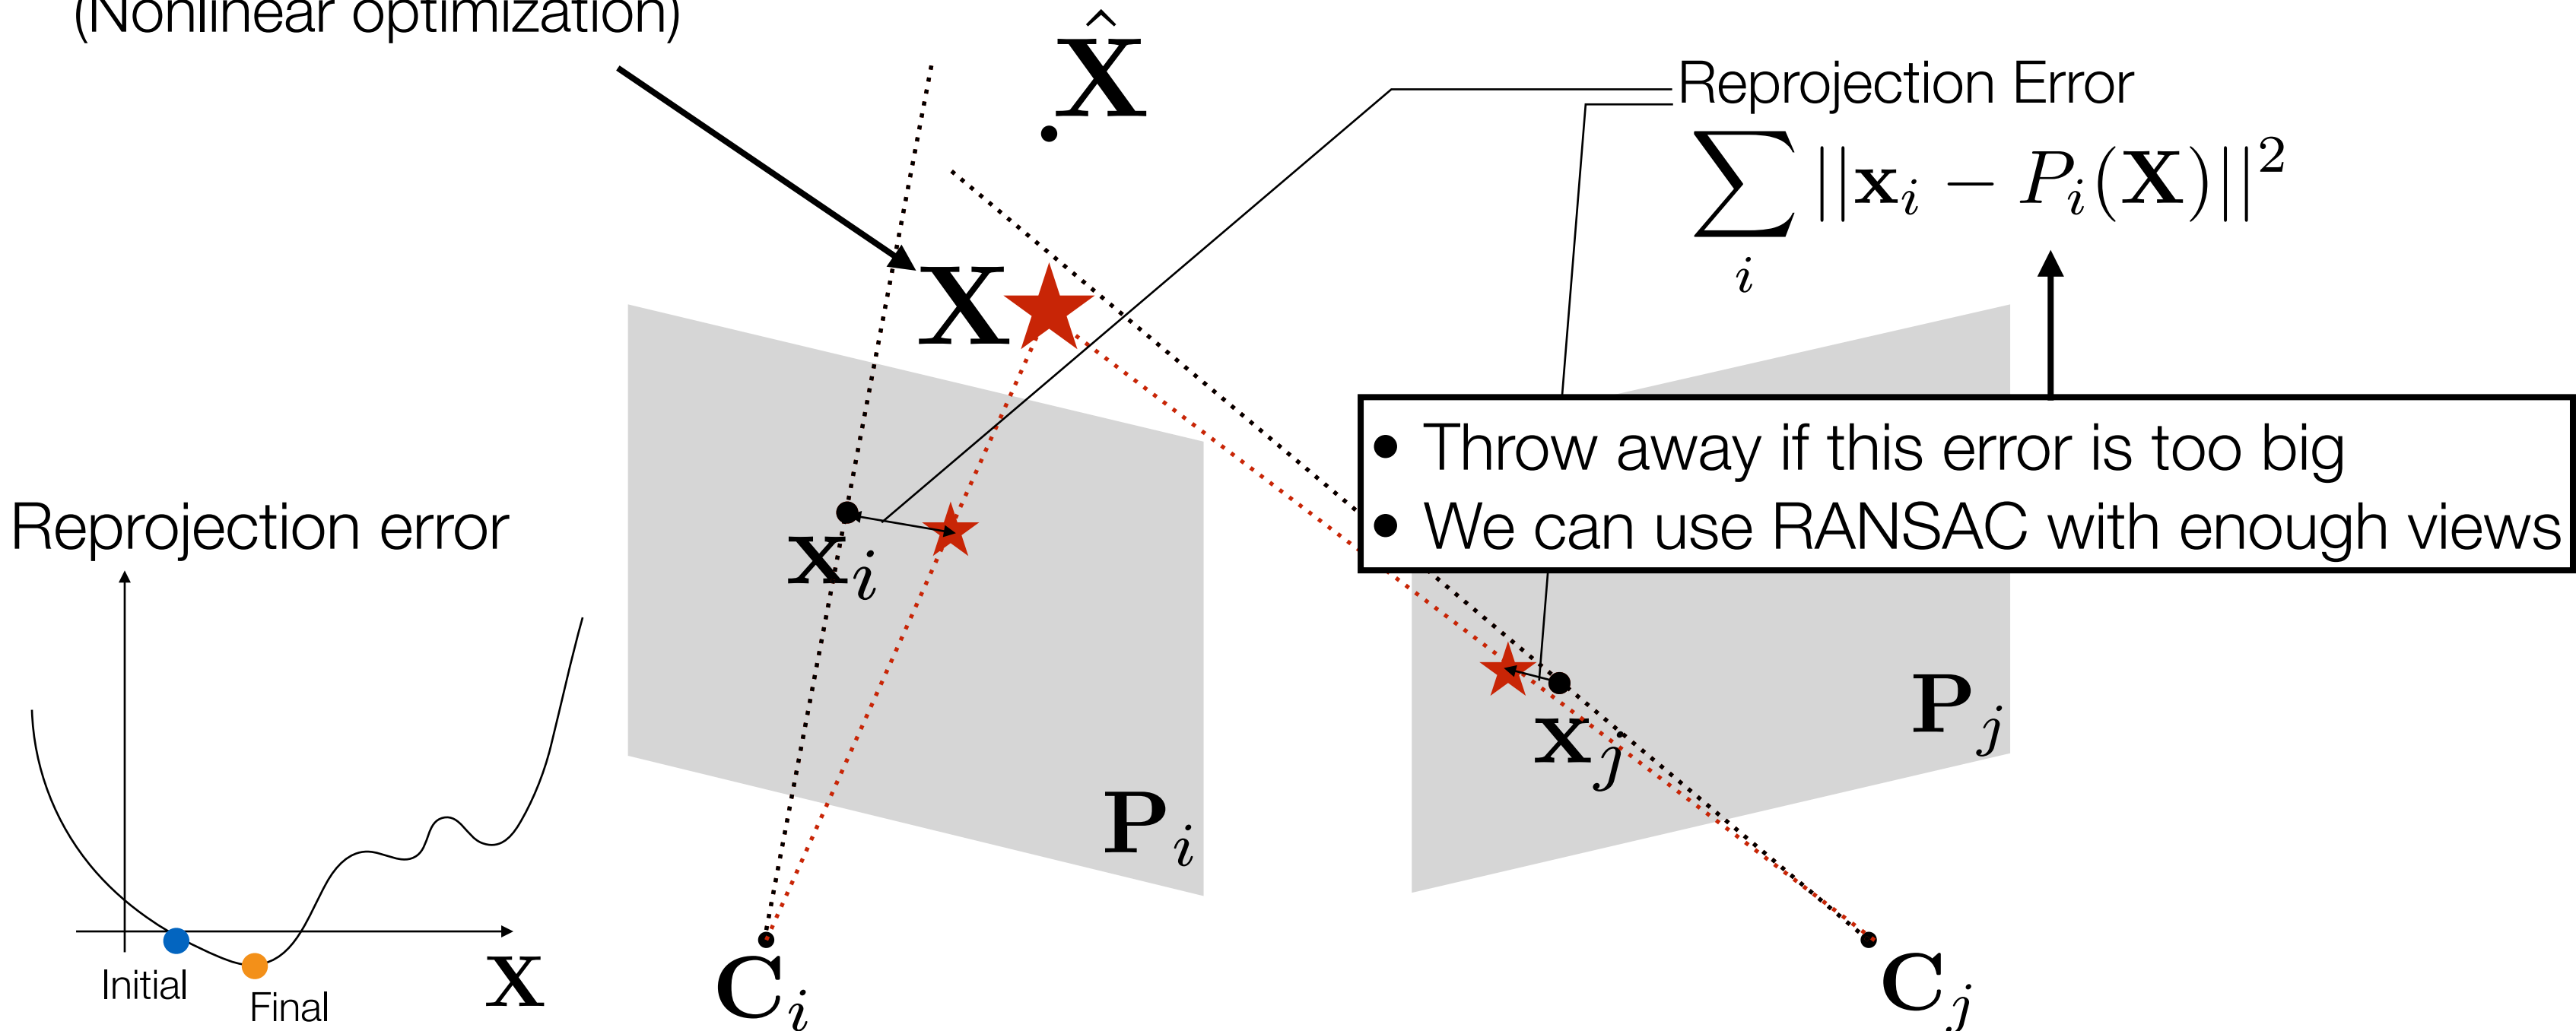 (Nonlinear optimization)
X̂
Reprojection Error
∑_i ||x_i − P_i(X)||²
X
• Throw away if this error is too big
• We can use RANSAC with enough views
Reprojection error
x_i
x_j
P_j
P_i
Initial
Final
X
C_i
C_j